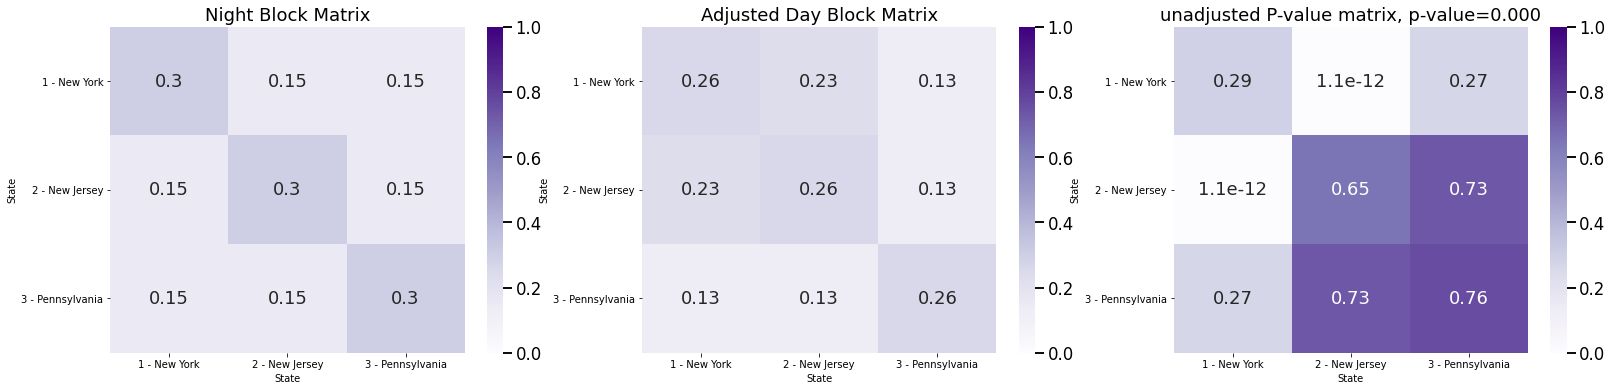 Night Block Matrix
1 - New York
2 - New Jersey
3 - Pennsylvania
State
0.3 0.15 0.15
0.15 0.3 0.15
0.15 0.15 0.3
1 - New York 2 - New Jersey 3 - Pennsylvania
State
1.0
0.8
0.6
0.4
0.2
0.0
Adjusted Day Block Matrix
1 - New York
2 - New Jersey
3 - Pennsylvania
State
0.26 0.23 0.13
0.23 0.26 0.13
0.13 0.13 0.26
1 - New York 2 - New Jersey 3 - Pennsylvania
State
1.0
0.8
0.6
0.4
0.2
0.0
unadjusted P-value matrix, p-value=0.000
1 - New York
2 - New Jersey
3 - Pennsylvania
State
0.29 1.1e-12 0.27
1.1e-12 0.65 0.73
0.27 0.73 0.76
1 - New York 2 - New Jersey 3 - Pennsylvania
State
1.0
0.8
0.6
0.4
0.2
0.0